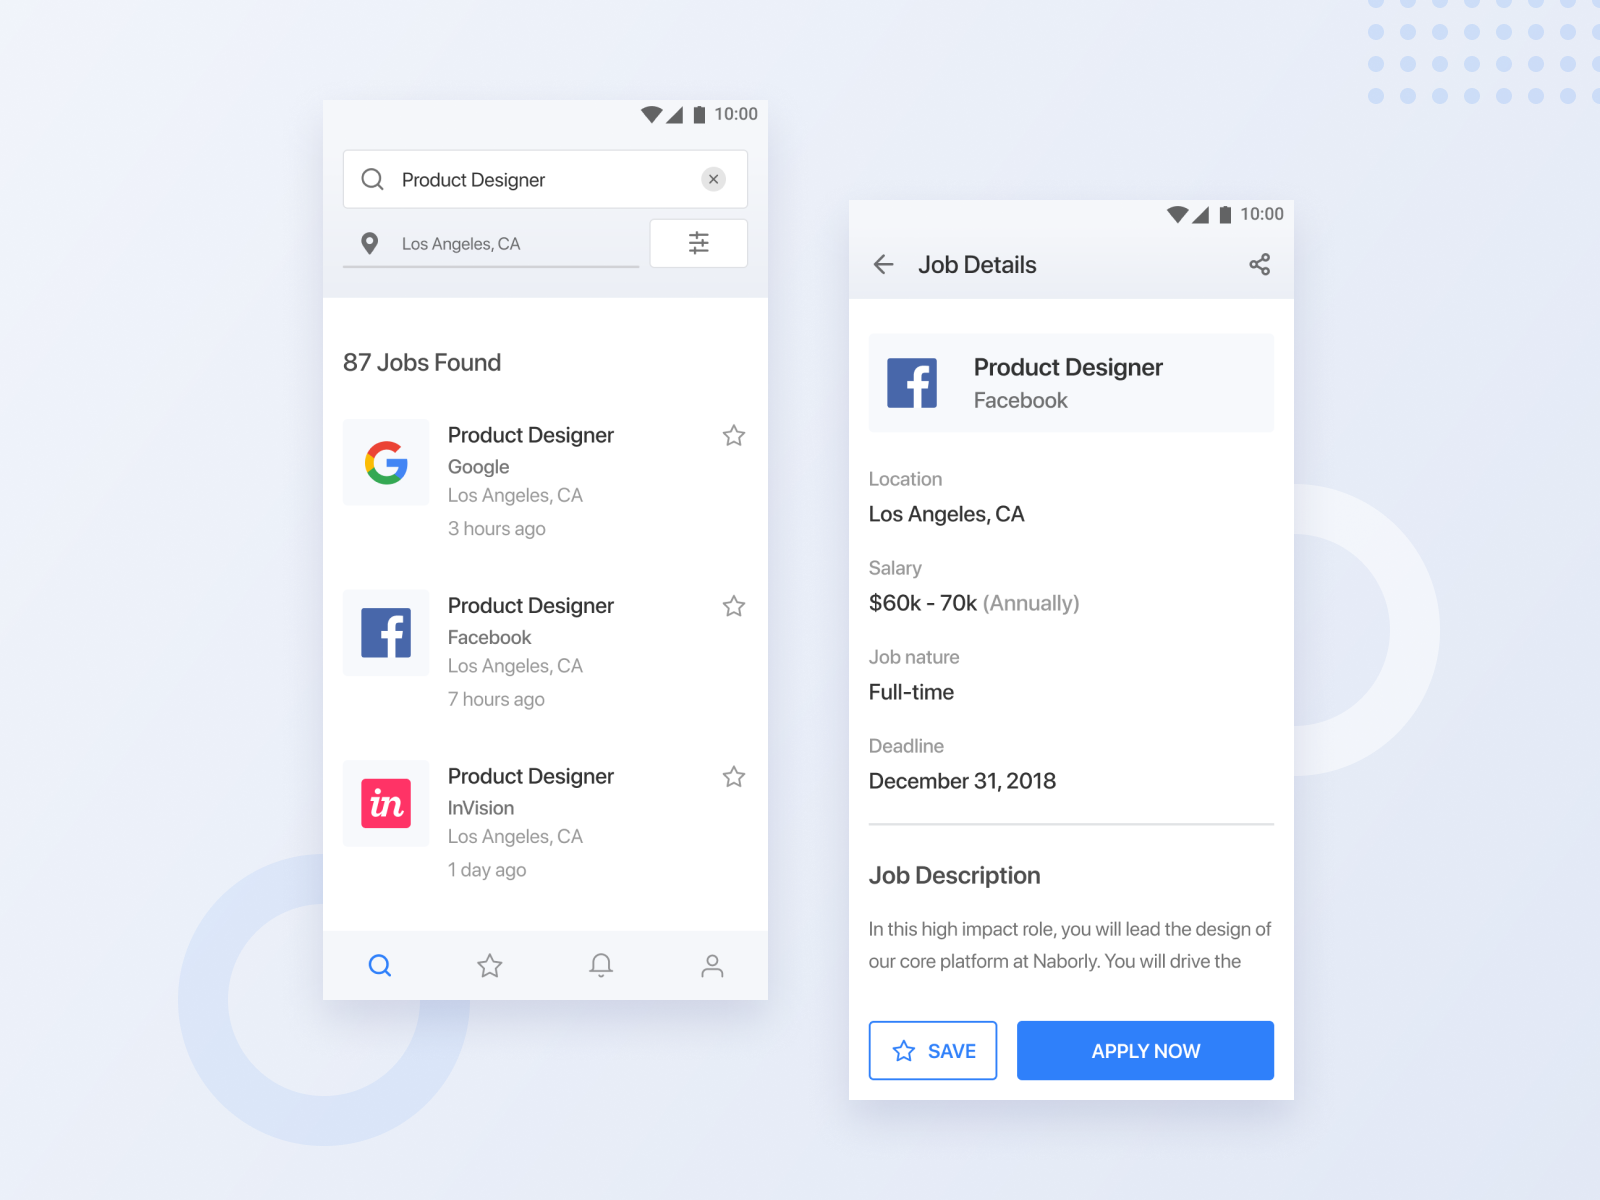 10:00
Product Designer
Los Angeles, CA
87 Jobs Found
Product Designer
Google
Los Angeles, CA
3 hours ago
Product Designer
Facebook
Los Angeles, CA
7 hours ago
in
Product Designer
InVision
Los Angeles, CA
1 day ago
10:00
Job Details
Product Designer
Facebook
Location
Los Angeles, CA
Salary
$60k - 70k (Annually)
Job nature
Full-time
Deadline
December 31, 2018
Job Description
In this high impact role, you will lead the design of
our core platform at Naborly. You will drive the
SAVE
APPLY NOW